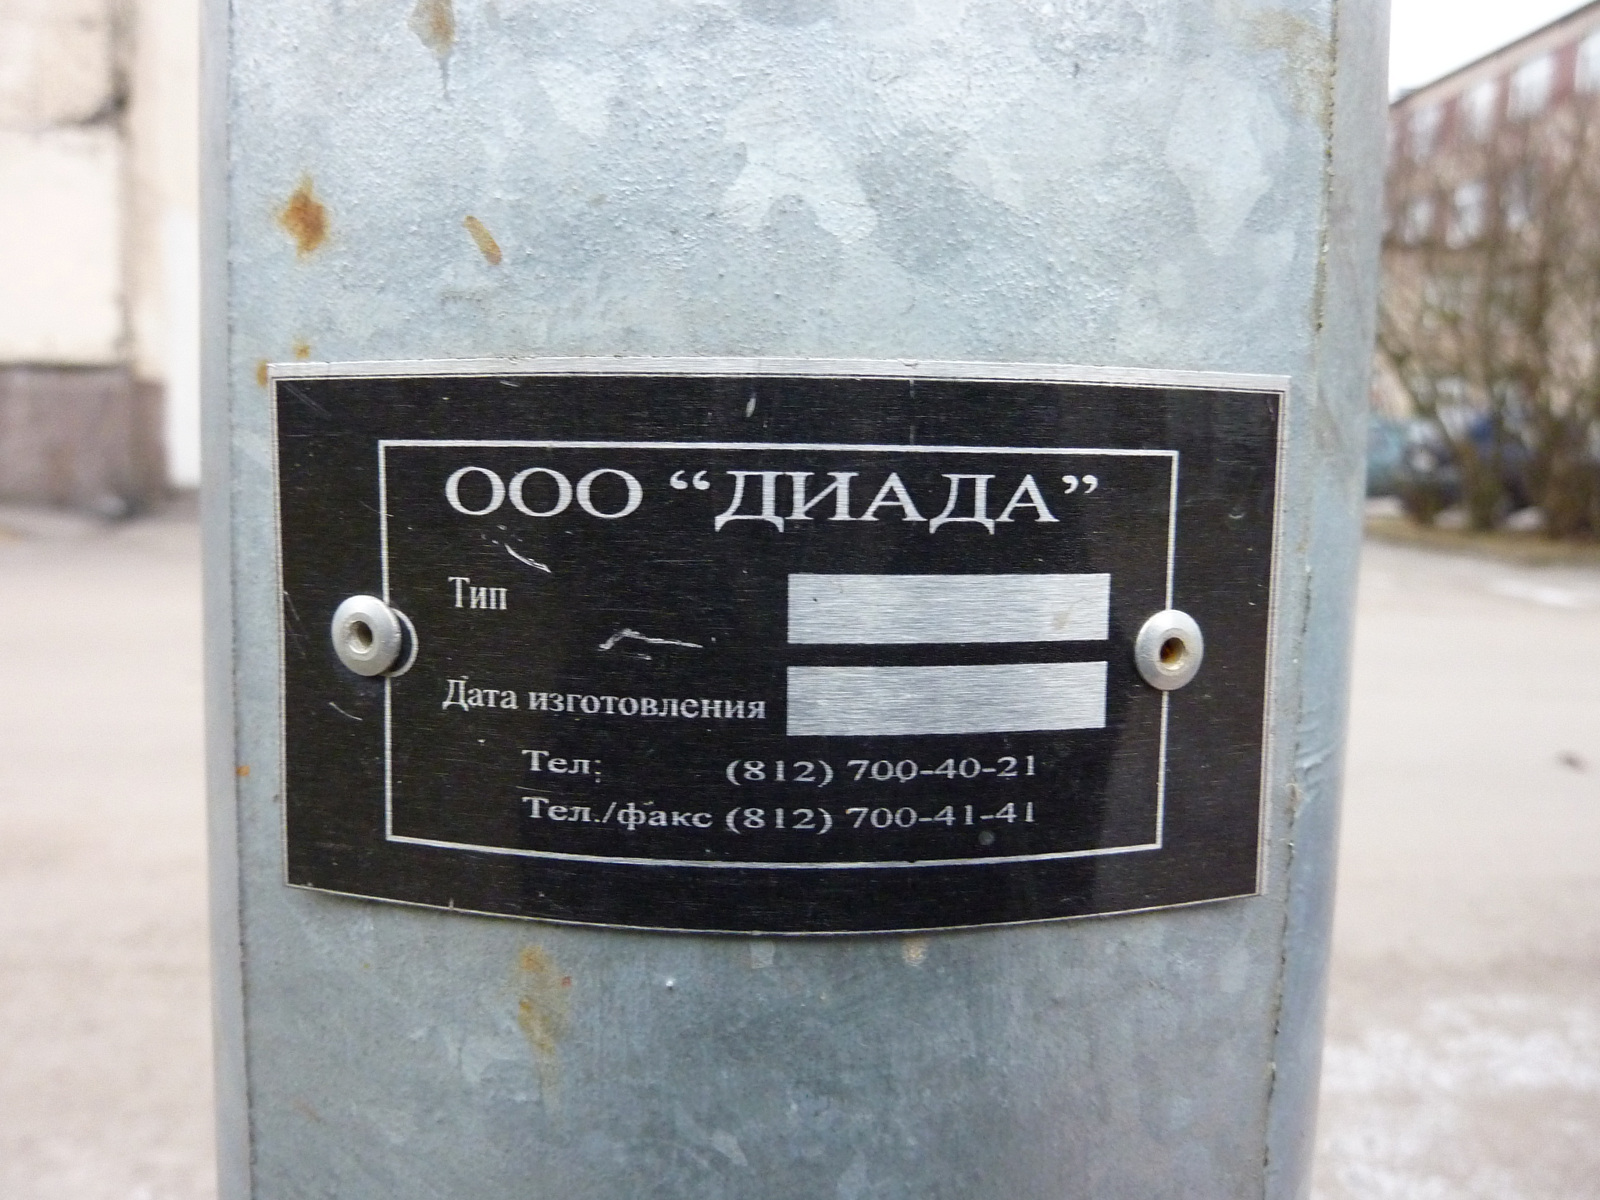 ООО “ДИАДА”
Тип
Дата изготовления
Тел: (812) 700-40-21
Тел./факс (812) 700-41-41